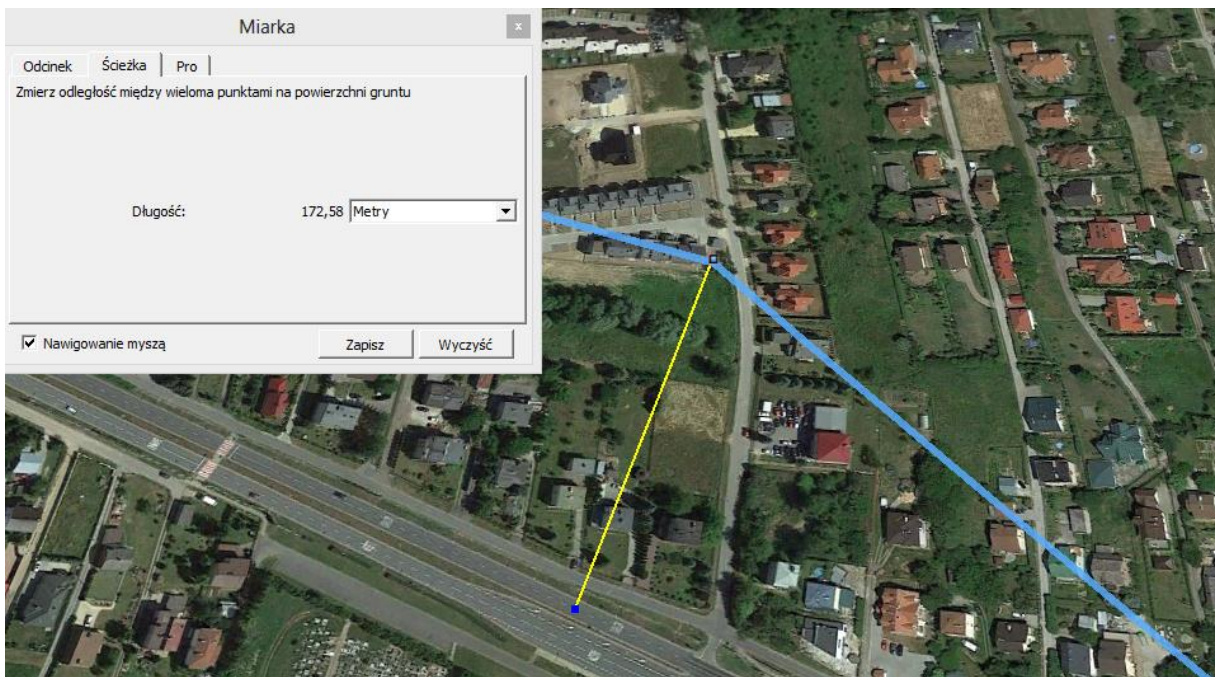 Miarka
x
Odcinek Ścieżka Pro
Zmierz odległość między wieloma punktami na powierzchni gruntu
Długość: 172,58 Metry
Nawigowanie myszą Zapisz Wyczyść